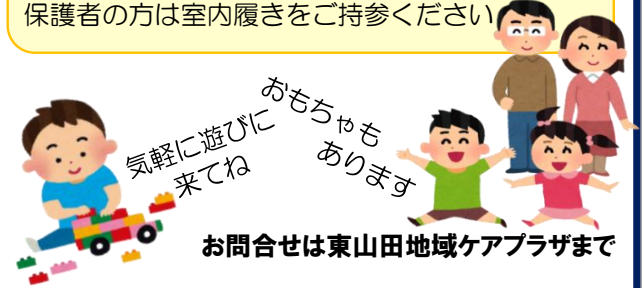 保護者の方は室内履きをご持参ください
気軽に遊びに
来てね
おもちゃも
あります
お問合せは東山田地域ケアプラザまで